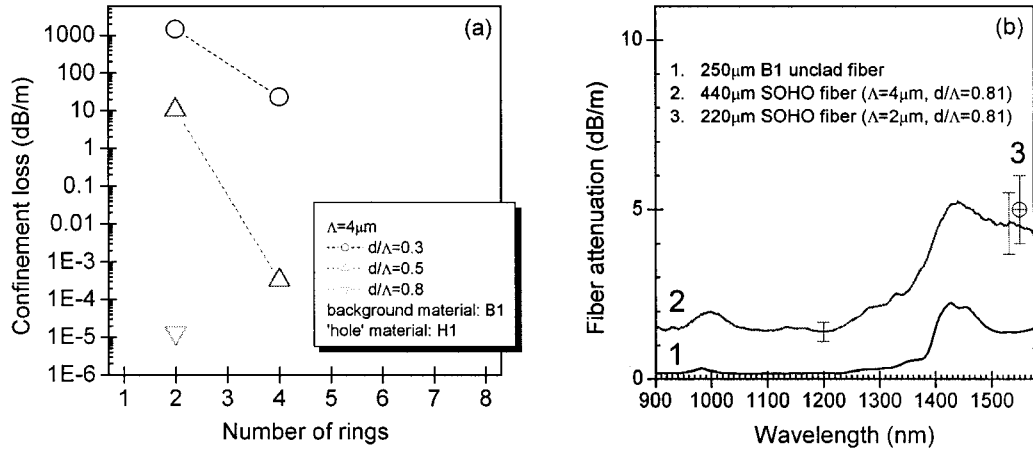 (a)
Confinement loss (dB/m)
1000
100
10
1
0.1
0.01
1E-3
1E-4
1E-5
1E-6
1 2 3 4 5 6 7 8
Number of rings
Λ=4μm
d/Λ=0.3
d/Λ=0.5
d/Λ=0.8
background material: B1
'hole' material: H1
(b)
Fiber attenuation (dB/m)
10
5
0
1. 250μm B1 unclad fiber
2. 440μm SOHO fiber (Λ=4μm, d/Λ=0.81)
3. 220μm SOHO fiber (Λ=2μm, d/Λ=0.81)
3
2
1
900 1000 1100 1200 1300 1400 1500
Wavelength (nm)